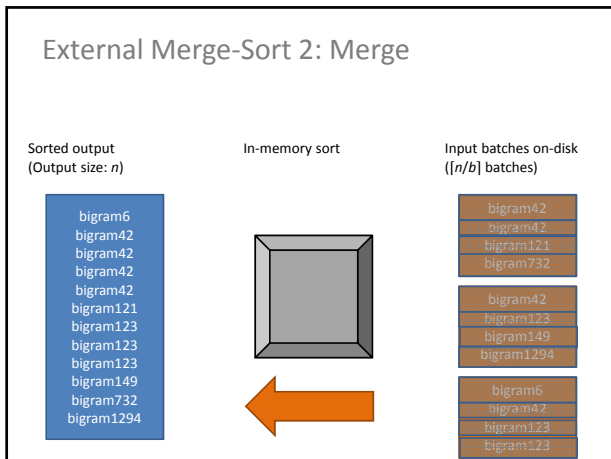 External Merge-Sort 2: Merge
Sorted output
(Output size: n)
In-memory sort
Input batches on-disk
(⌈n/b⌉ batches)
bigram6
bigram42
bigram42
bigram42
bigram42
bigram121
bigram123
bigram123
bigram123
bigram149
bigram732
bigram1294
bigram42
bigram42
bigram121
bigram732
bigram42
bigram123
bigram149
bigram1294
bigram6
bigram42
bigram123
bigram123